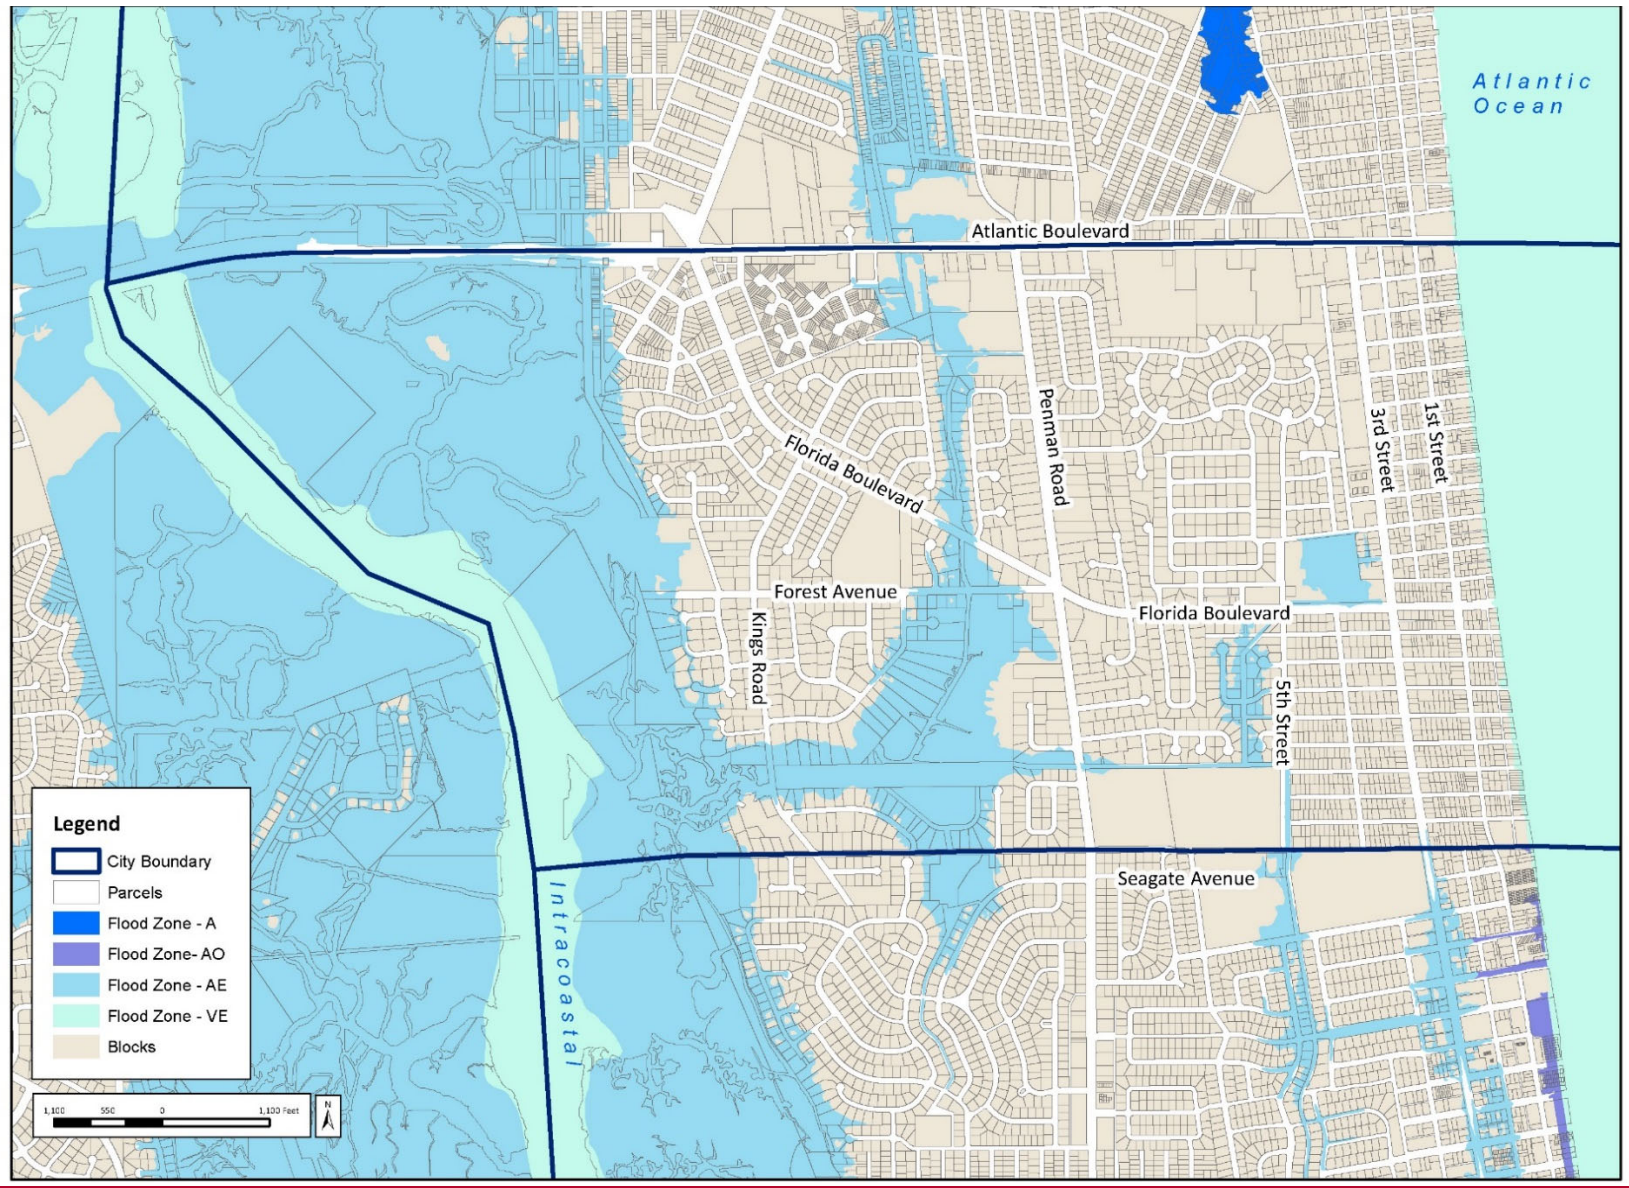 Atlantic
Ocean
Atlantic Boulevard
Penman Road
3rd Street
1st Street
Florida Boulevard
Forest Avenue
Kings Road
Florida Boulevard
5th Street
Seagate Avenue
Intracoastal
Legend
City Boundary
Parcels
Flood Zone - A
Flood Zone- AO
Flood Zone - AE
Flood Zone - VE
Blocks
1,100 550 0 1,100 Feet
N